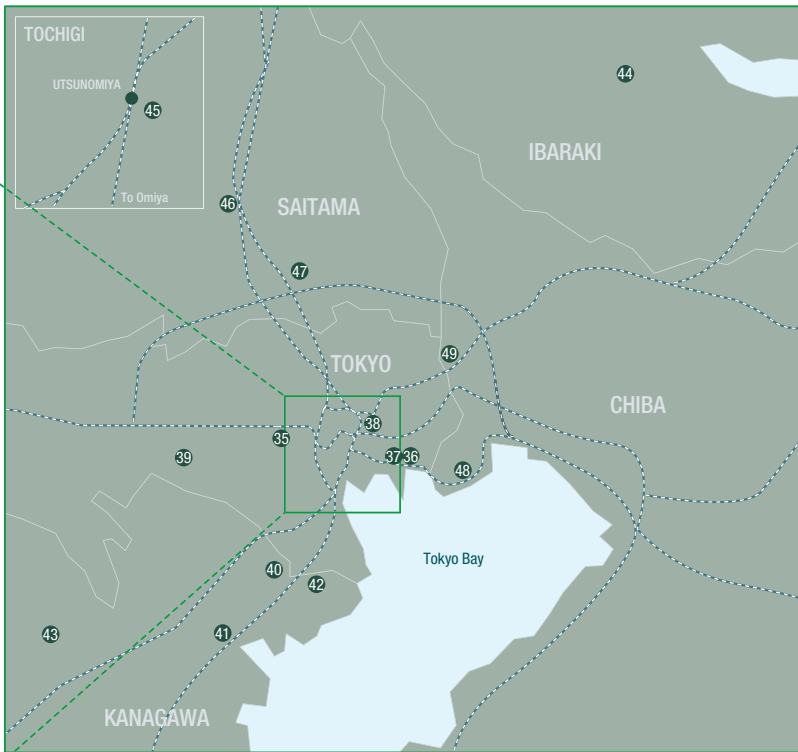 TOCHIGI
UTSUNOMIYA
45
To Omiya
44
IBARAKI
46
SAITAMA
47
49
TOKYO
CHIBA
38
35
39
37
36
48
Tokyo Bay
40
42
43
41
KANAGAWA